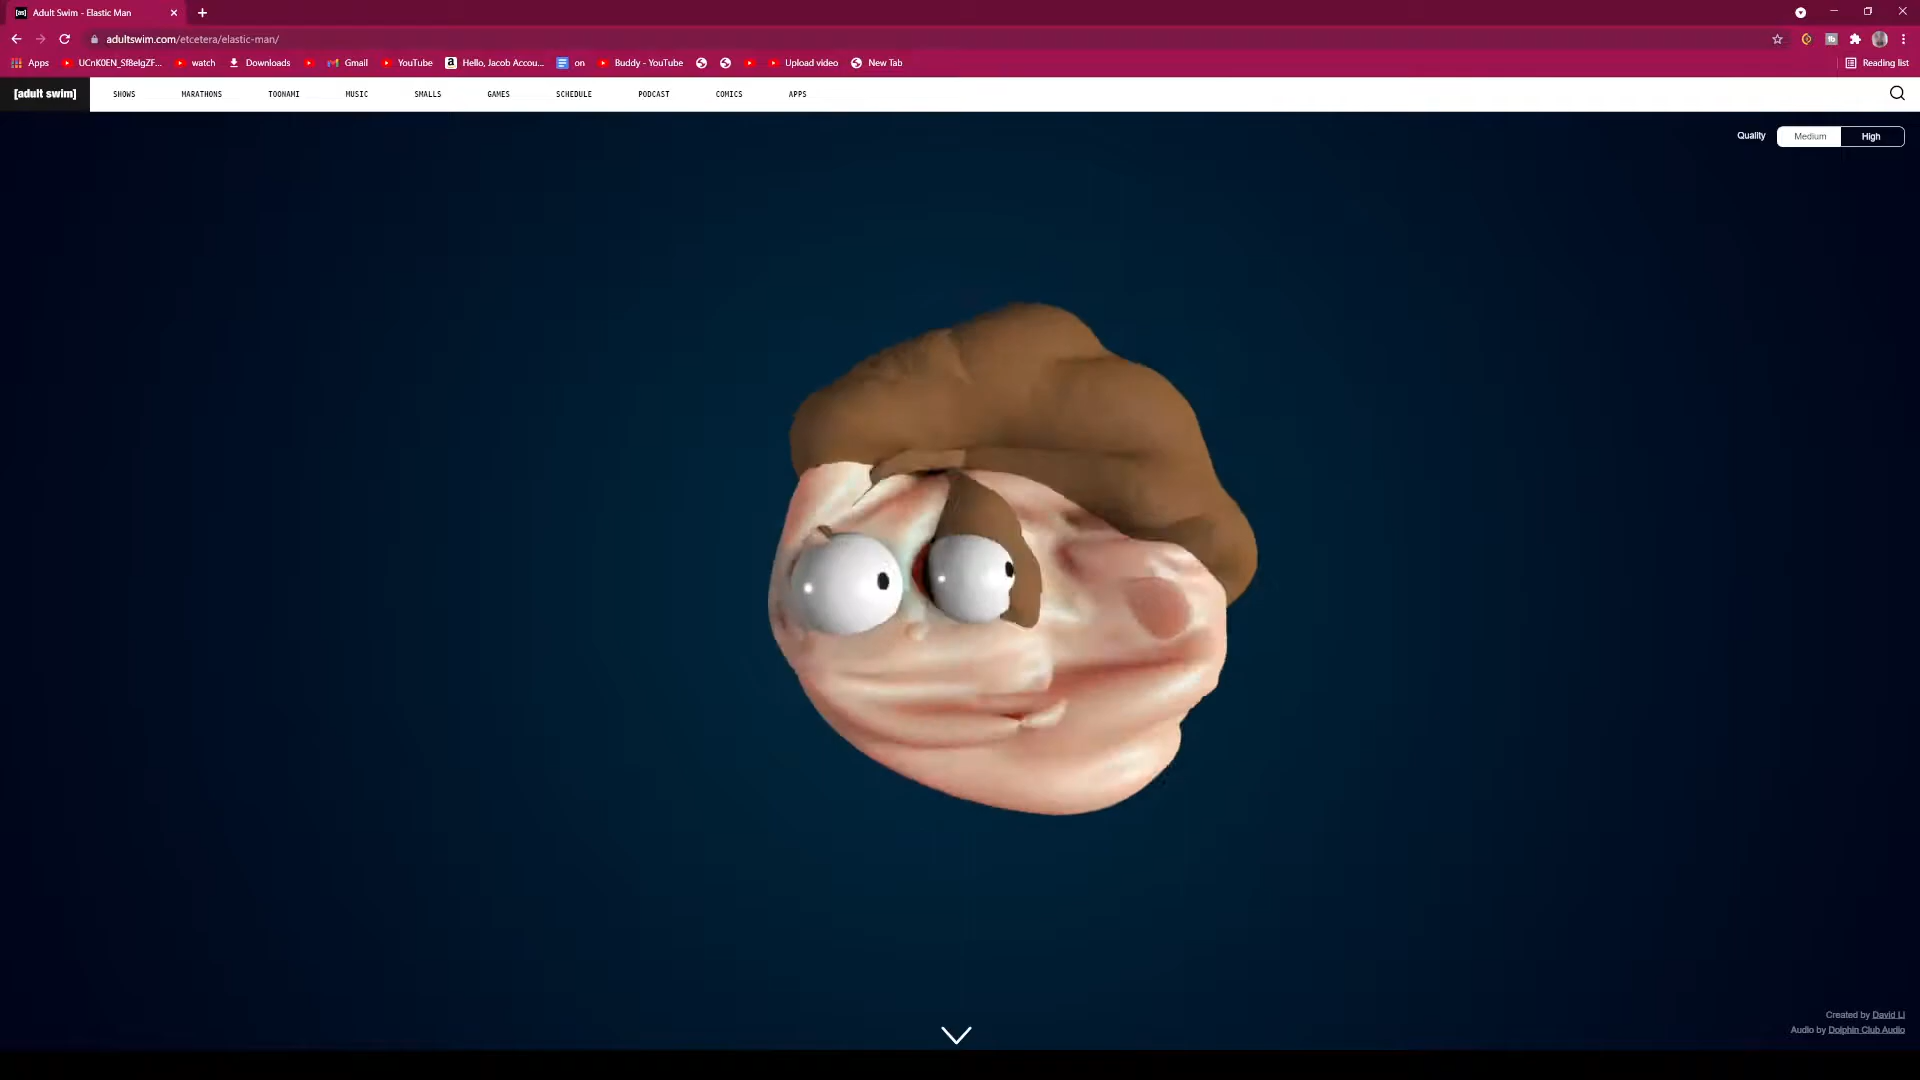 [as] Adult Swim - Elastic Man
adultswim.com/etcetera/elastic-man/
Apps UCnK0EN_Sf8elgZF... watch Downloads Gmail YouTube Hello, Jacob Accou... on Buddy - YouTube Upload video New Tab Reading list
[adult swim] SHOWS MARATHONS TOONAMI MUSIC SMALLS GAMES SCHEDULE PODCAST COMICS APPS
Quality Medium High
Created by David Li
Audio by Dolphin Club Audio